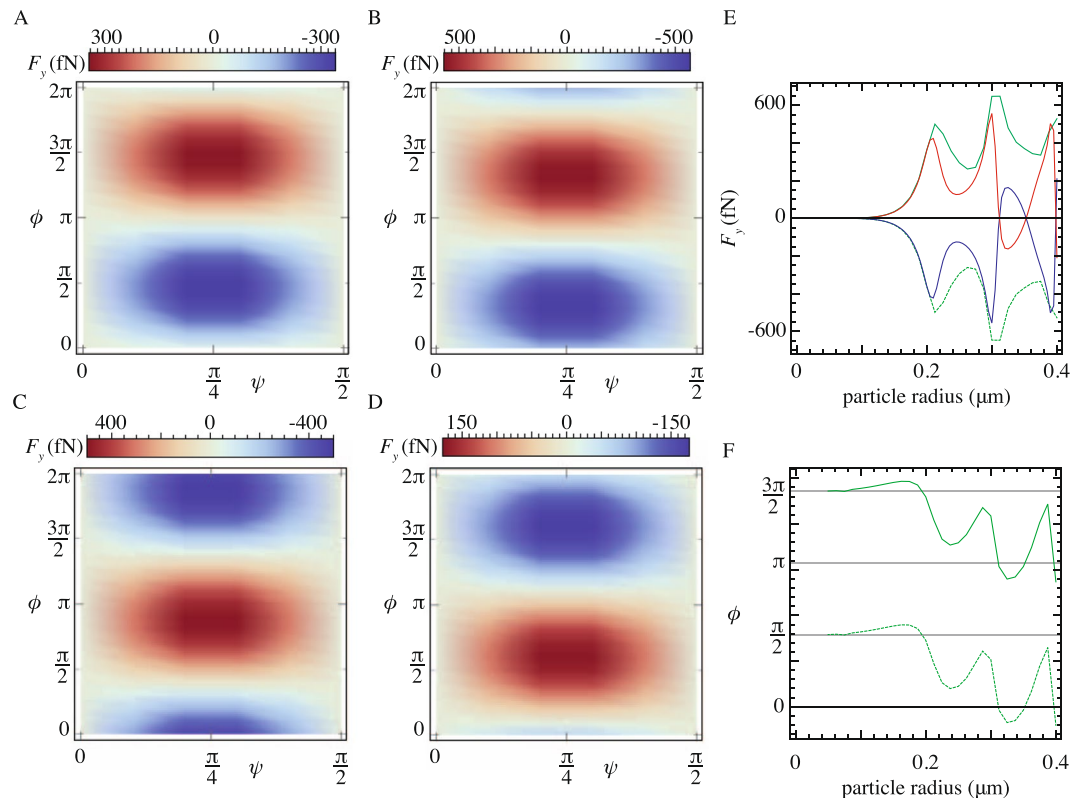 A
F_y (fN)
300 0 -300
2π
3π/2
ϕ π
π/2
0
0 π/4 ψ π/2
B
F_y (fN)
500 0 -500
2π
3π/2
ϕ π
π/2
0
0 π/4 ψ π/2
C
F_y (fN)
400 0 -400
2π
3π/2
ϕ π
π/2
0
0 π/4 ψ π/2
D
F_y (fN)
150 0 -150
2π
3π/2
ϕ π
π/2
0
0 π/4 ψ π/2
E
600
0
-600
F_y (fN)
0 0.2 0.4
particle radius (µm)
F
3π/2
π
ϕ
π/2
0
0 0.2 0.4
particle radius (µm)